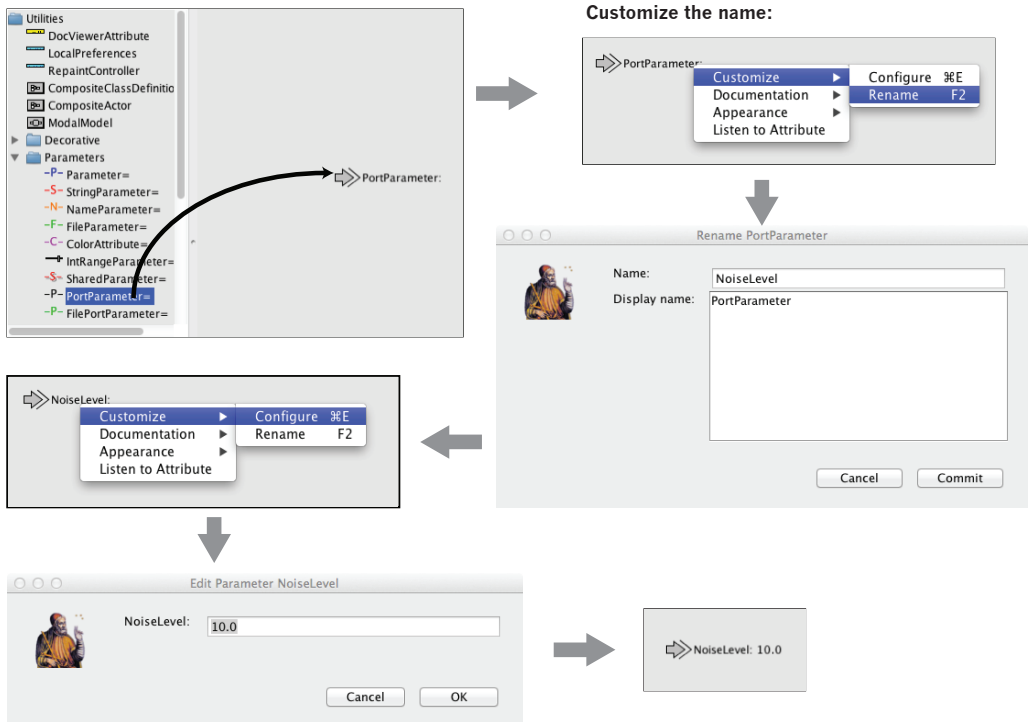 Utilities
DocViewerAttribute
LocalPreferences
RepaintController
CompositeClassDefinitio
CompositeActor
ModalModel
Decorative
Parameters
-P- Parameter=
-S- StringParameter=
-N- NameParameter=
-F- FileParameter=
-C- ColorAttribute=
IntRangeParameter=
-S- SharedParameter=
-P- PortParameter=
-P- FilePortParameter=
PortParameter:
Customize the name:
PortParameter:
Customize
Documentation
Appearance
Listen to Attribute
Configure ⌘E
Rename F2
Rename PortParameter
Name: NoiseLevel
Display name: PortParameter
Cancel Commit
NoiseLevel:
Customize
Documentation
Appearance
Listen to Attribute
Configure ⌘E
Rename F2
Edit Parameter NoiseLevel
NoiseLevel: 10.0
Cancel OK
NoiseLevel: 10.0